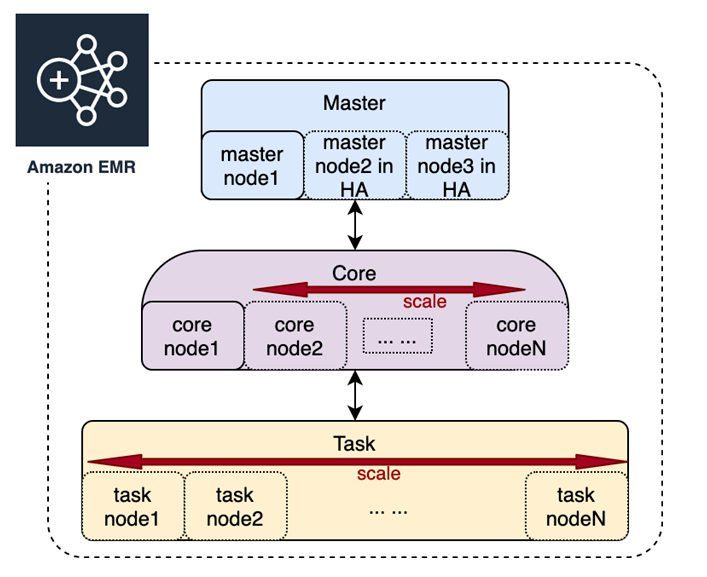 Amazon EMR
Master
master
node1
master
node2 in
HA
master
node3 in
HA
Core
scale
core
node1
core
node2
... ...
core
nodeN
Task
scale
task
node1
task
node2
... ...
task
nodeN